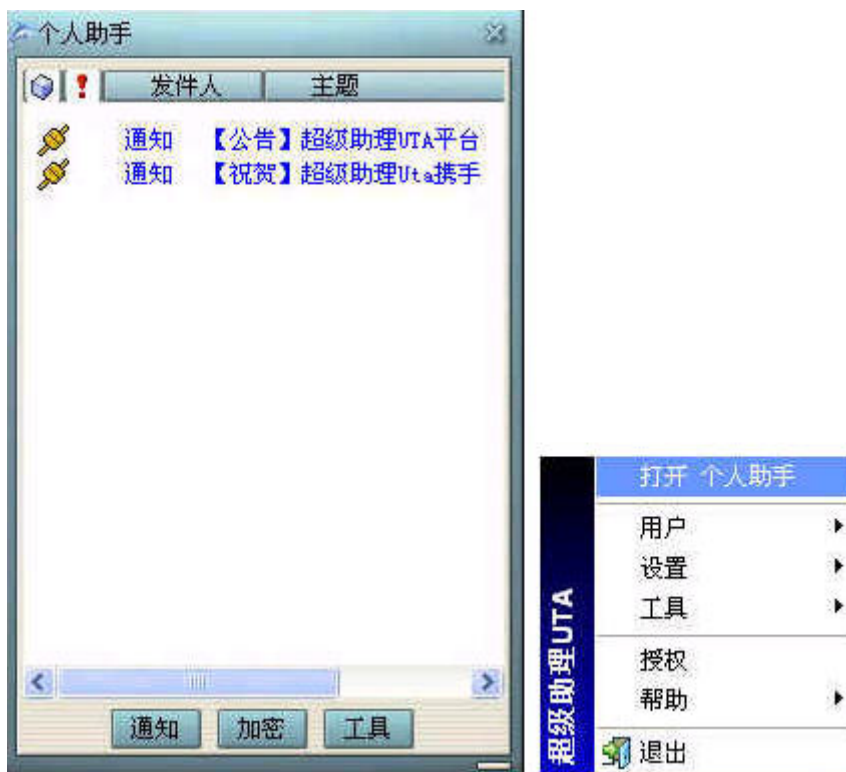 个人助手
发件人 主题
通知 【公告】超级助理UTA平台
通知 【祝贺】超级助理Uta携手
通知 加密 工具
超级助理UTA
打开 个人助手
用户
设置
工具
授权
帮助
退出